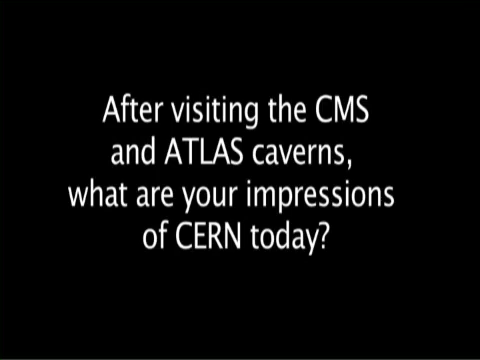 After visiting the CMS
and ATLAS caverns,
what are your impressions
of CERN today?